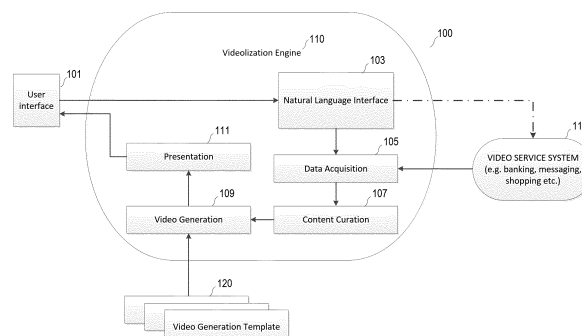 110
Videolization Engine
100
103
101
User
interface
Natural Language Interface
111
Presentation
105
Data Acquisition
11
VIDEO SERVICE SYSTEM
(e.g. banking, messaging,
shopping etc.)
109
Video Generation
107
Content Curation
120
Video Generation Template